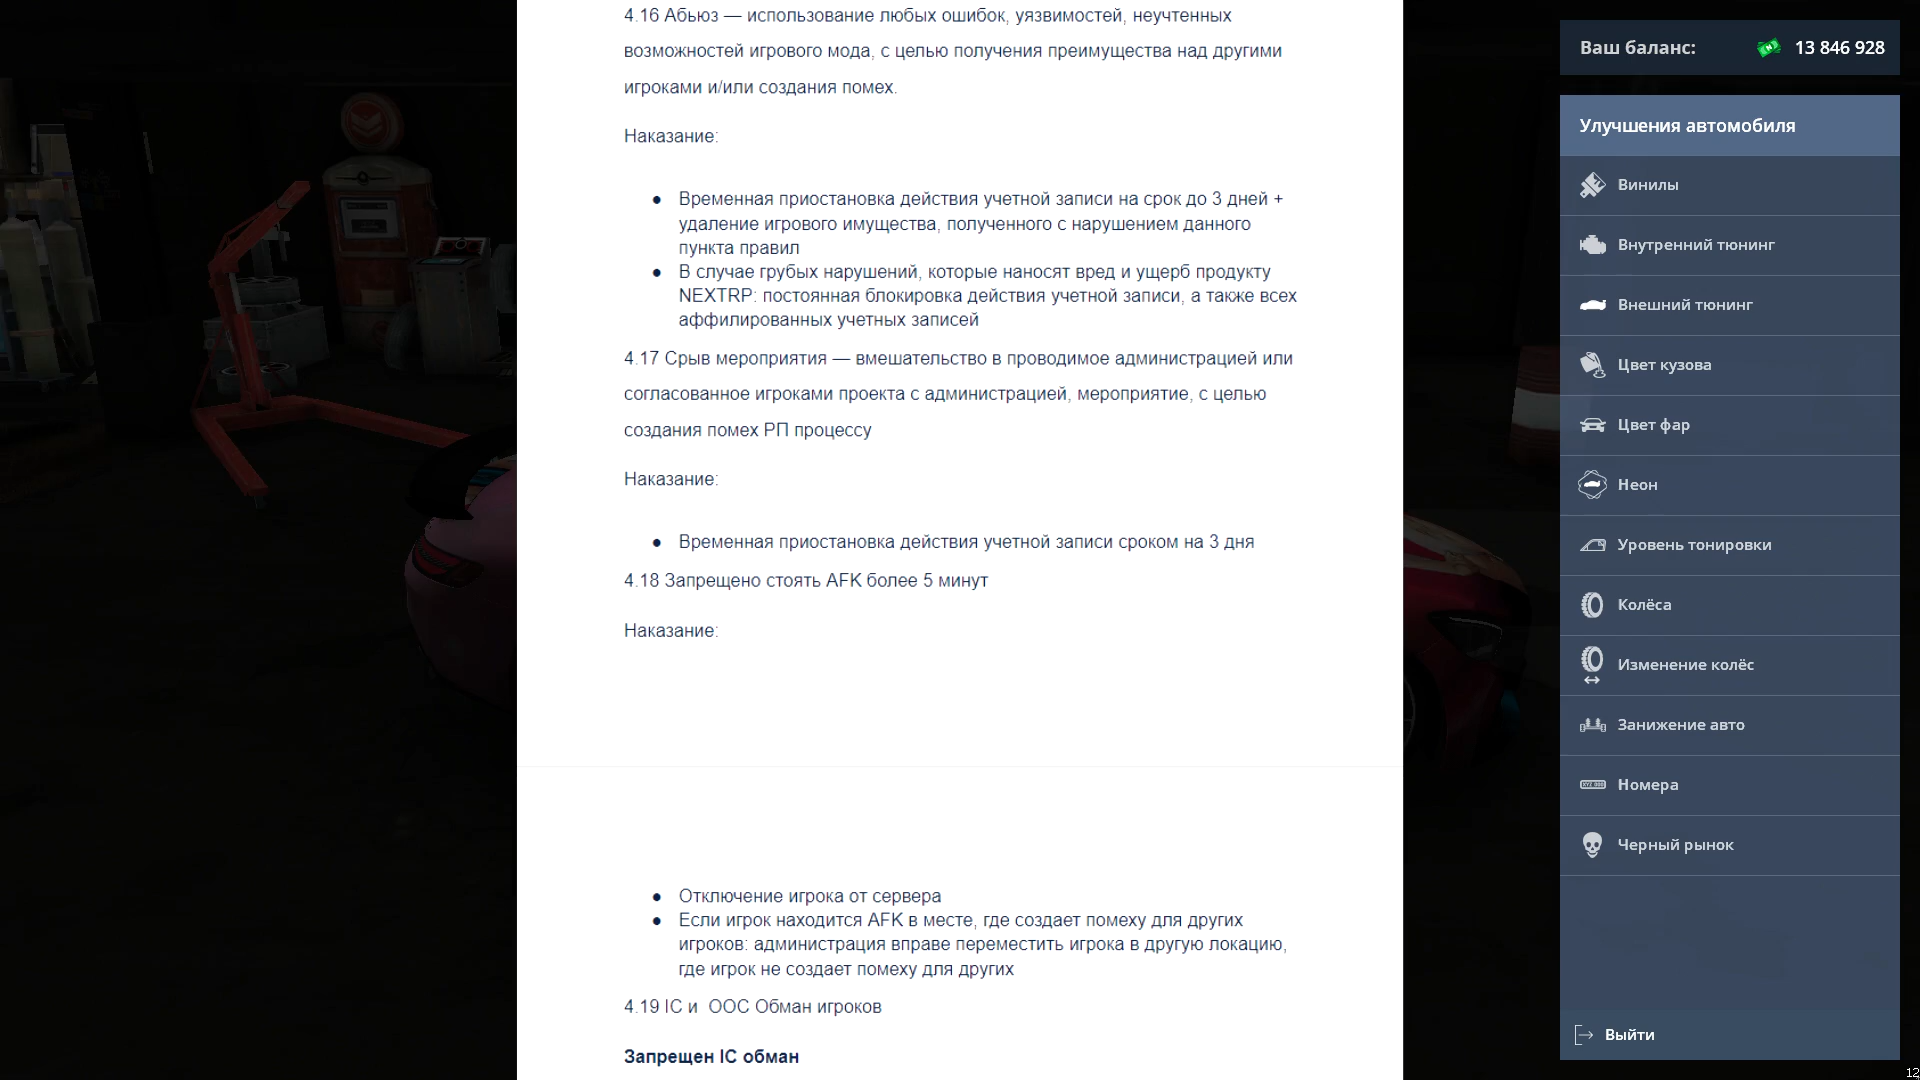 4.16 Абьюз — использование любых ошибок, уязвимостей, неучтенных
возможностей игрового мода, с целью получения преимущества над другими
игроками и/или создания помех.
Наказание:
● Временная приостановка действия учетной записи на срок до 3 дней +
удаление игрового имущества, полученного с нарушением данного
пункта правил
● В случае грубых нарушений, которые наносят вред и ущерб продукту
NEXTRP: постоянная блокировка действия учетной записи, а также всех
аффилированных учетных записей
4.17 Срыв мероприятия — вмешательство в проводимое администрацией или
согласованное игроками проекта с администрацией, мероприятие, с целью
создания помех РП процессу
Наказание:
● Временная приостановка действия учетной записи сроком на 3 дня
4.18 Запрещено стоять AFK более 5 минут
Наказание:
● Отключение игрока от сервера
● Если игрок находится AFK в месте, где создает помеху для других
игроков: администрация вправе переместить игрока в другую локацию,
где игрок не создает помеху для других
4.19 IC и  ООС Обман игроков
Запрещен IC обман
Ваш баланс: 13 846 928
Улучшения автомобиля
Винилы
Внутренний тюнинг
Внешний тюнинг
Цвет кузова
Цвет фар
Неон
Уровень тонировки
Колёса
Изменение колёс
Занижение авто
Номера
Черный рынок
Выйти
12